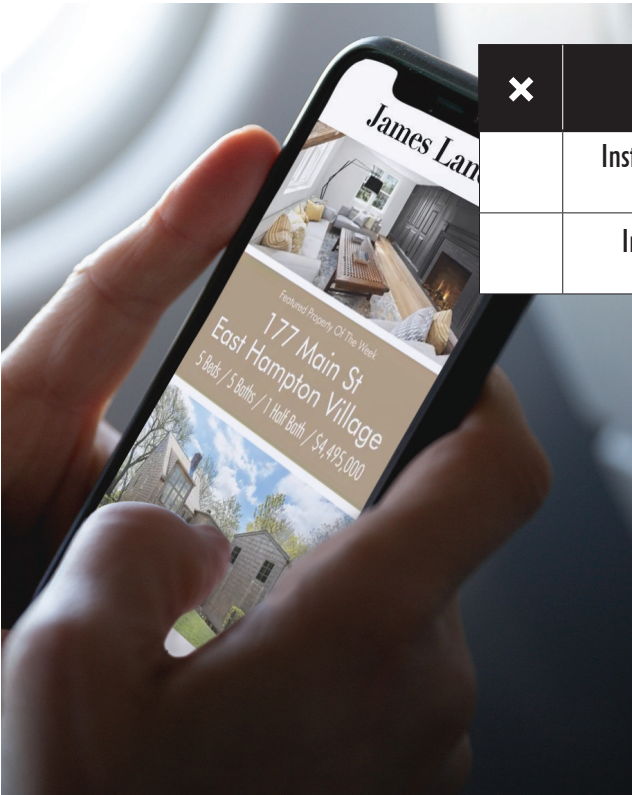 James Lan
Featured Property Of The Week
177 Main St
East Hampton Village
5 Beds / 5 Baths / 1 Half Bath / $4,495,000
×
Inst